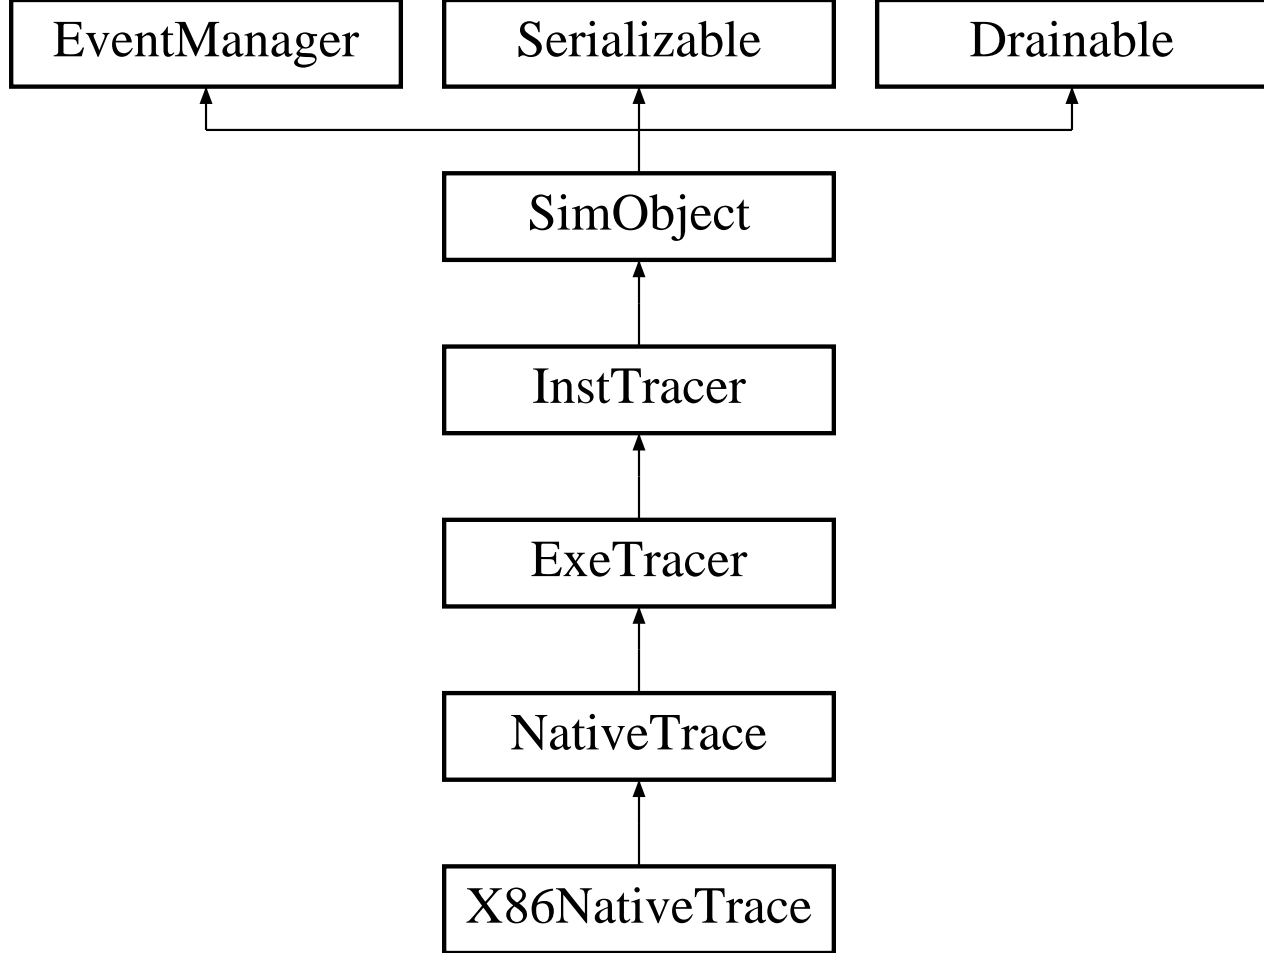 EventManager
Serializable
Drainable
SimObject
InstTracer
ExeTracer
NativeTrace
X86NativeTrace